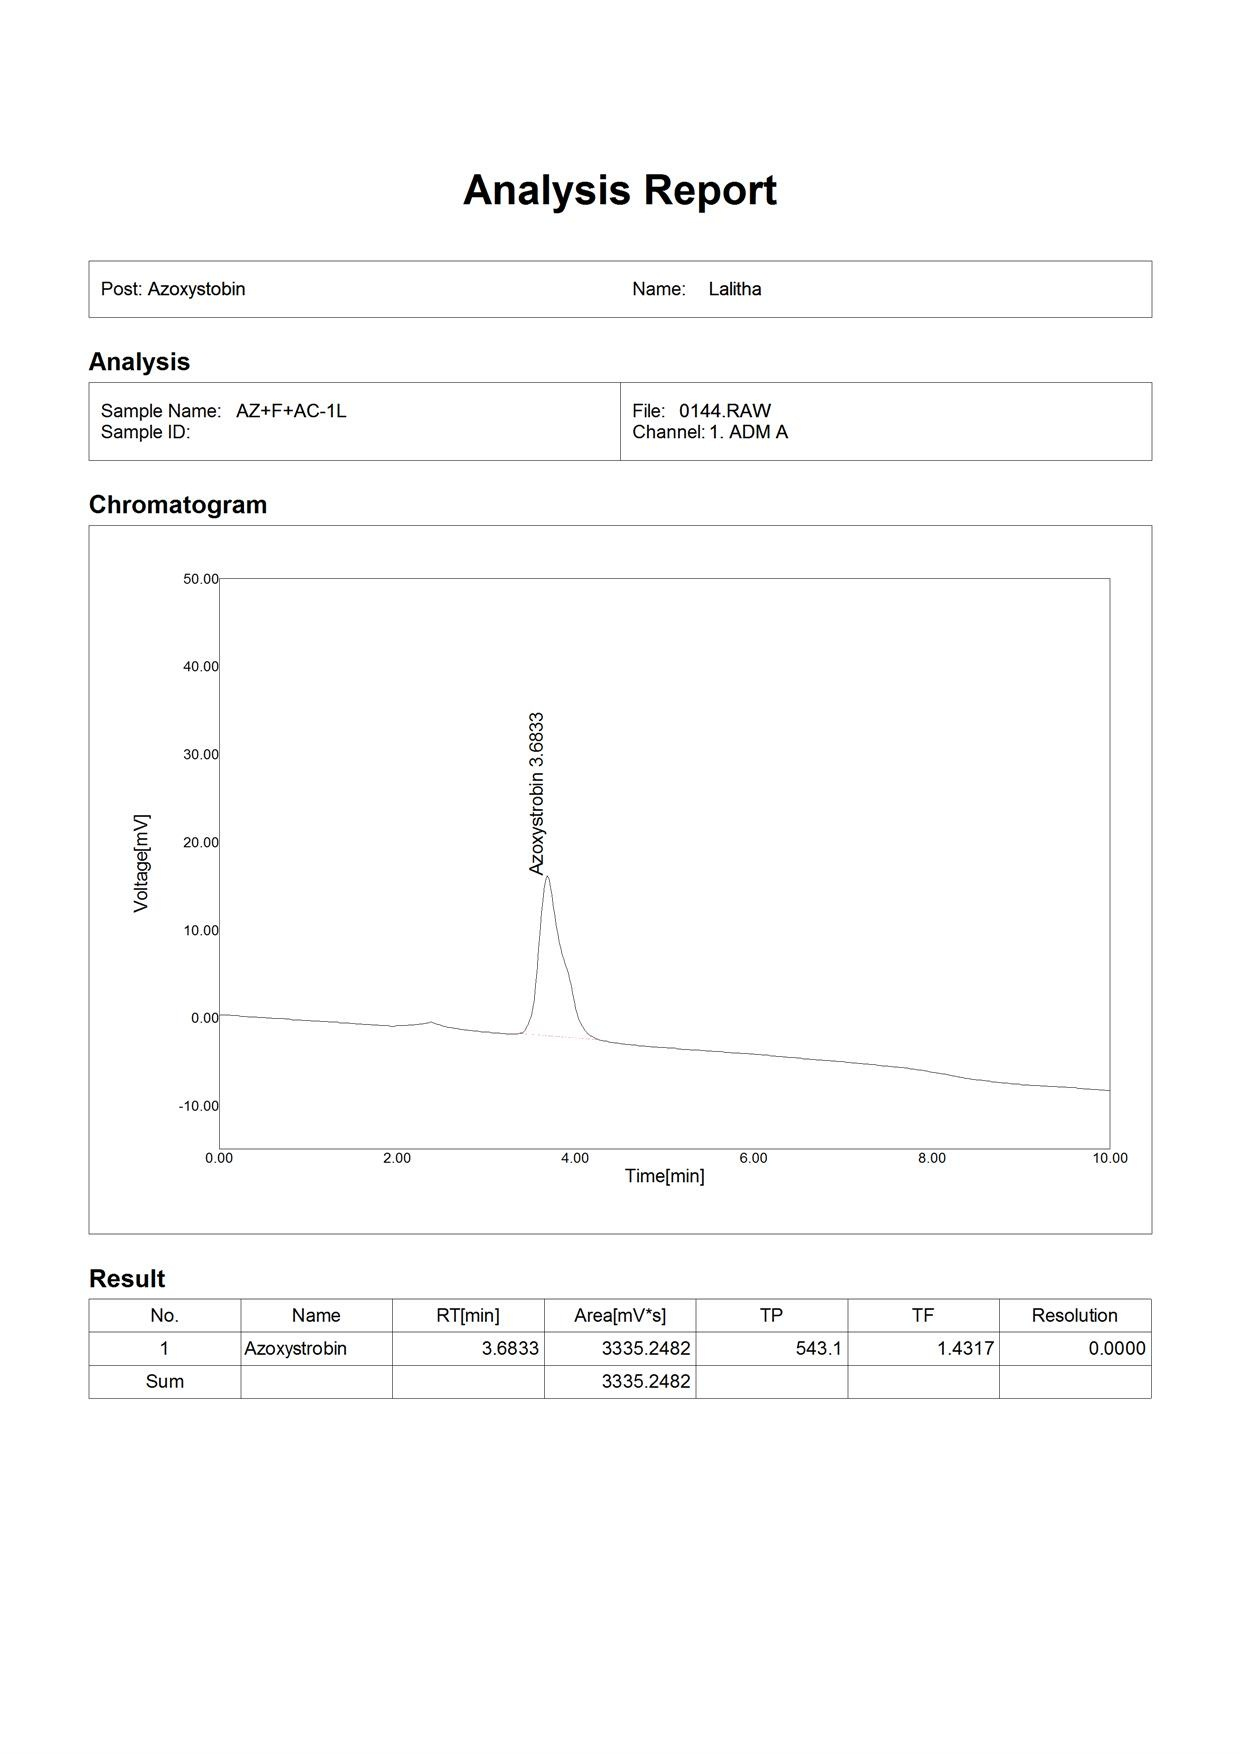 Analysis Report
Post: Azoxystobin Name: Lalitha
Analysis
Sample Name: AZ+F+AC-1L
Sample ID:
File: 0144.RAW
Channel: 1. ADM A
Chromatogram
50.00
40.00
30.00
20.00
10.00
0.00
-10.00
Voltage[mV]
Azoxystrobin 3.6833
0.00 2.00 4.00 6.00 8.00 10.00
Time[min]
Result
No. Name RT[min] Area[mV*s] TP TF Resolution
1 Azoxystrobin 3.6833 3335.2482 543.1 1.4317 0.0000
Sum 3335.2482